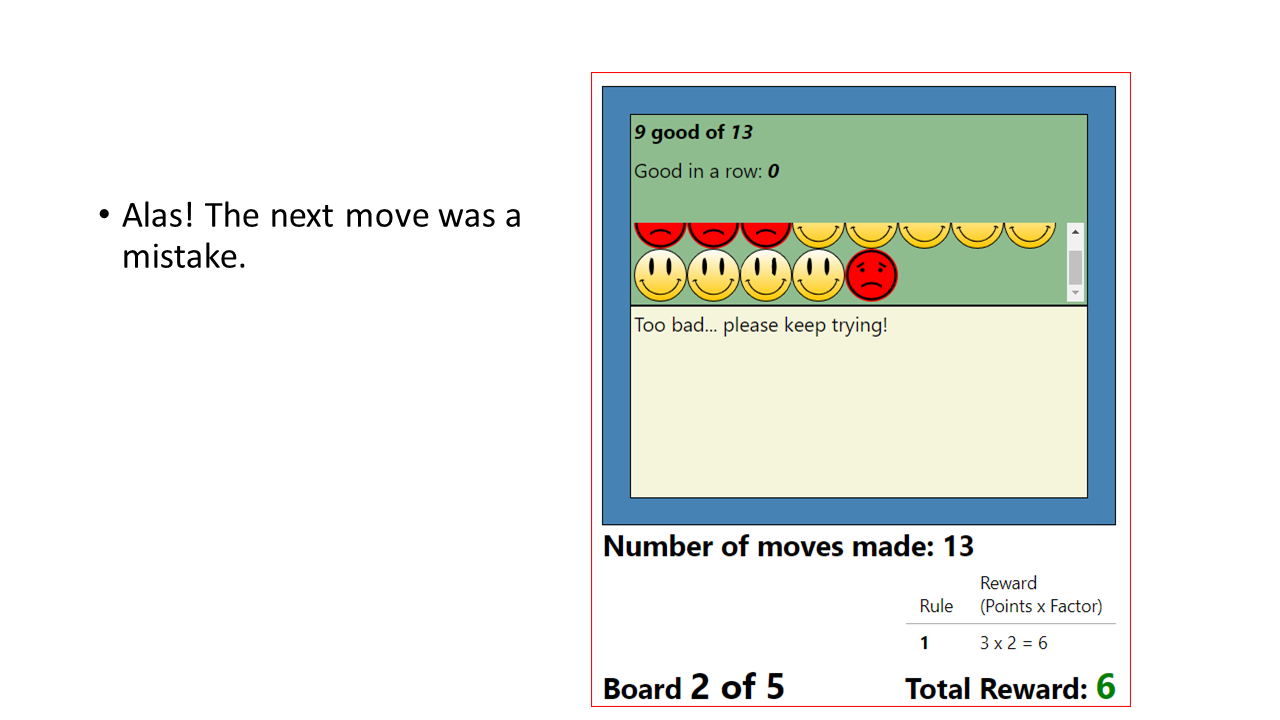 • Alas! The next move was a
mistake.
9 good of 13
Good in a row: 0
Too bad... please keep trying!
Number of moves made: 13
Rule Reward
(Points x Factor)
1 3 x 2 = 6
Board 2 of 5 Total Reward: 6